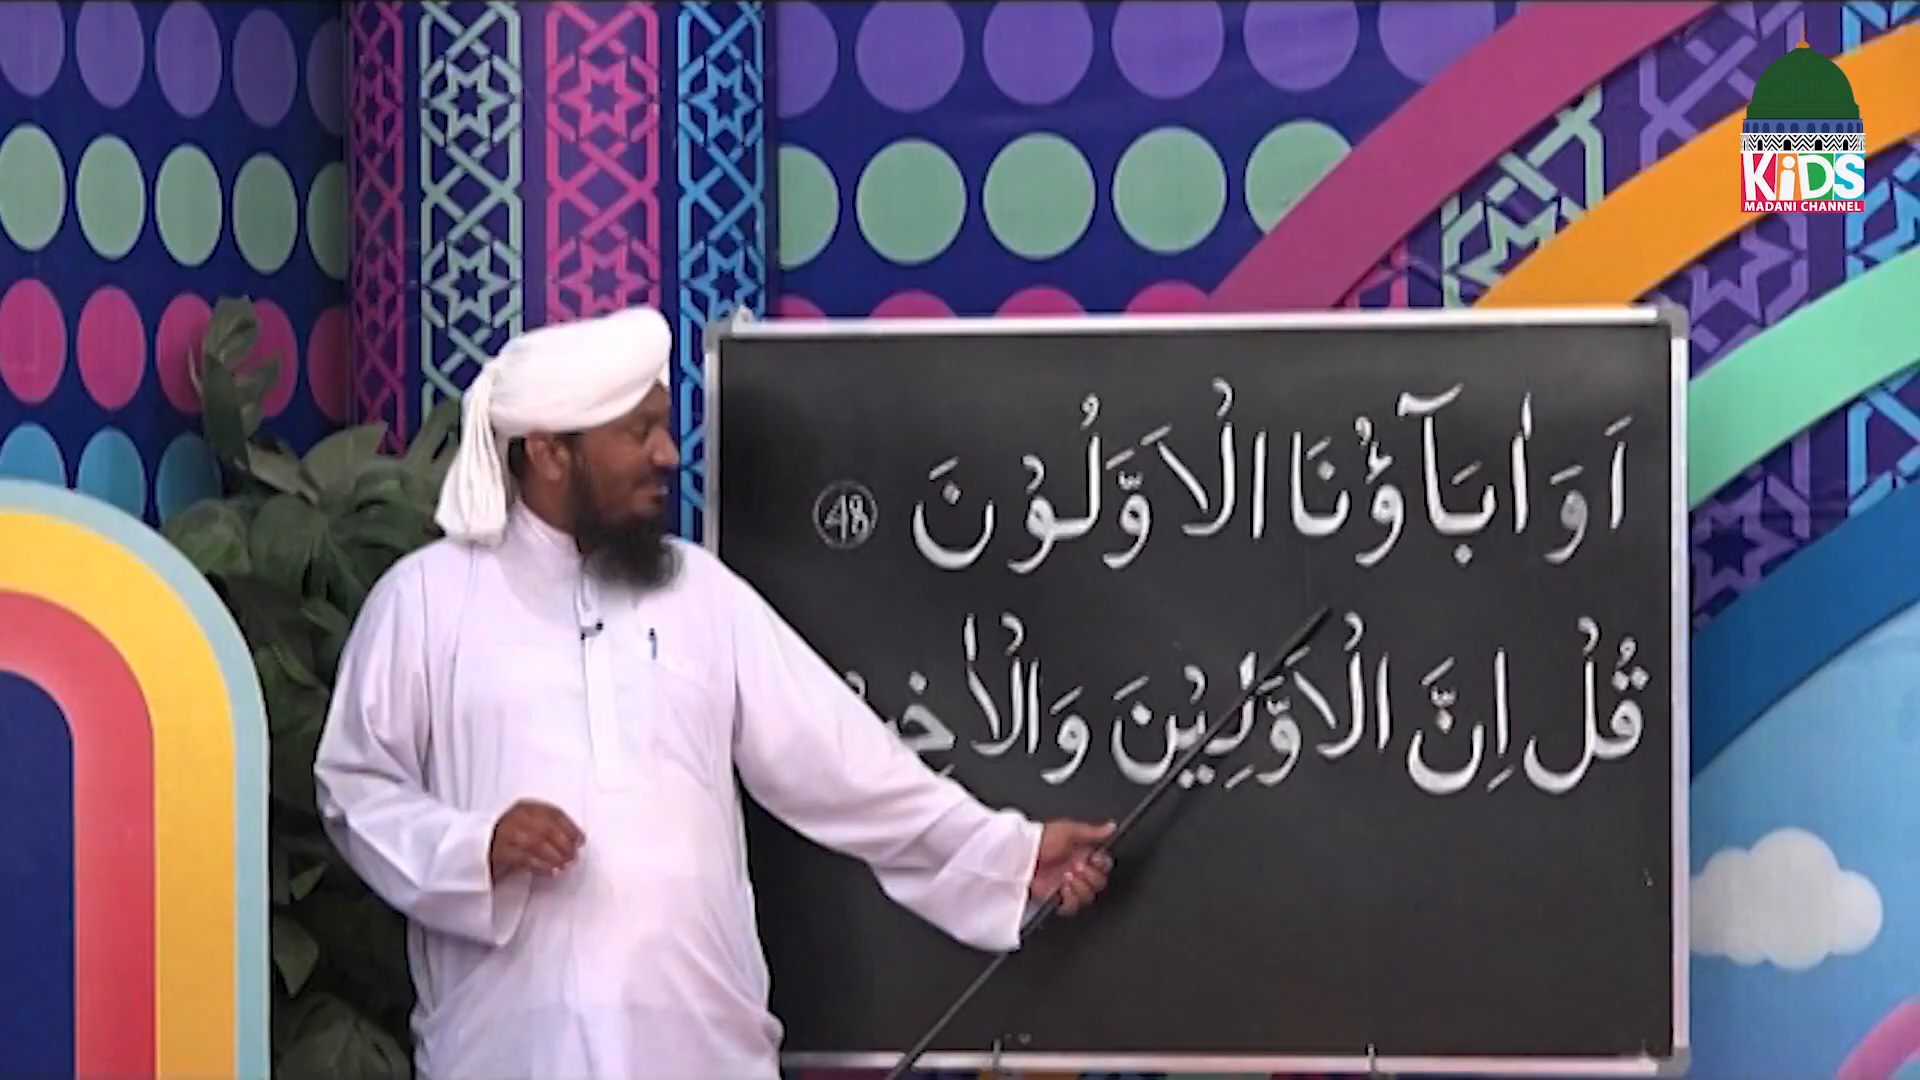 KiDS
MADANI CHANNEL
اَوَ اٰبَآؤُنَا الْاَوَّلُوْنَ 48
قُلْ اِنَّ الْاَوَّلِيْنَ وَالْاٰخِ